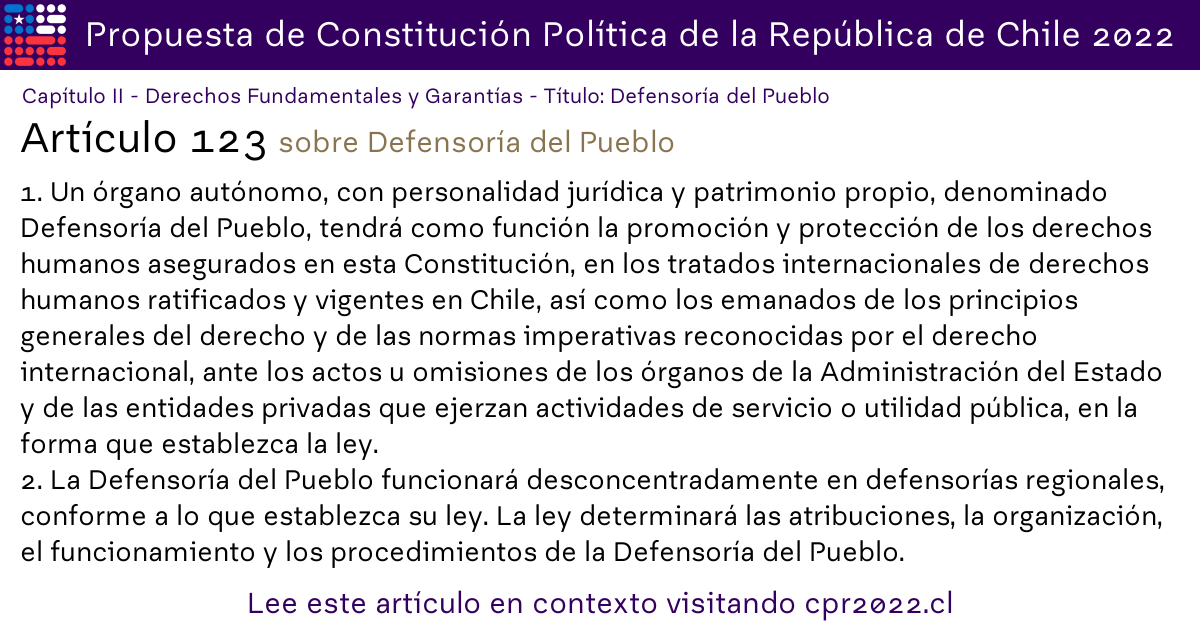 Propuesta de Constitución Política de la República de Chile 2022
Capítulo II - Derechos Fundamentales y Garantías - Título: Defensoría del Pueblo
Artículo 123 sobre Defensoría del Pueblo
1. Un órgano autónomo, con personalidad jurídica y patrimonio propio, denominado
Defensoría del Pueblo, tendrá como función la promoción y protección de los derechos
humanos asegurados en esta Constitución, en los tratados internacionales de derechos
humanos ratificados y vigentes en Chile, así como los emanados de los principios
generales del derecho y de las normas imperativas reconocidas por el derecho
internacional, ante los actos u omisiones de los órganos de la Administración del Estado
y de las entidades privadas que ejerzan actividades de servicio o utilidad pública, en la
forma que establezca la ley.
2. La Defensoría del Pueblo funcionará desconcentradamente en defensorías regionales,
conforme a lo que establezca su ley. La ley determinará las atribuciones, la organización,
el funcionamiento y los procedimientos de la Defensoría del Pueblo.
Lee este artículo en contexto visitando cpr2022.cl